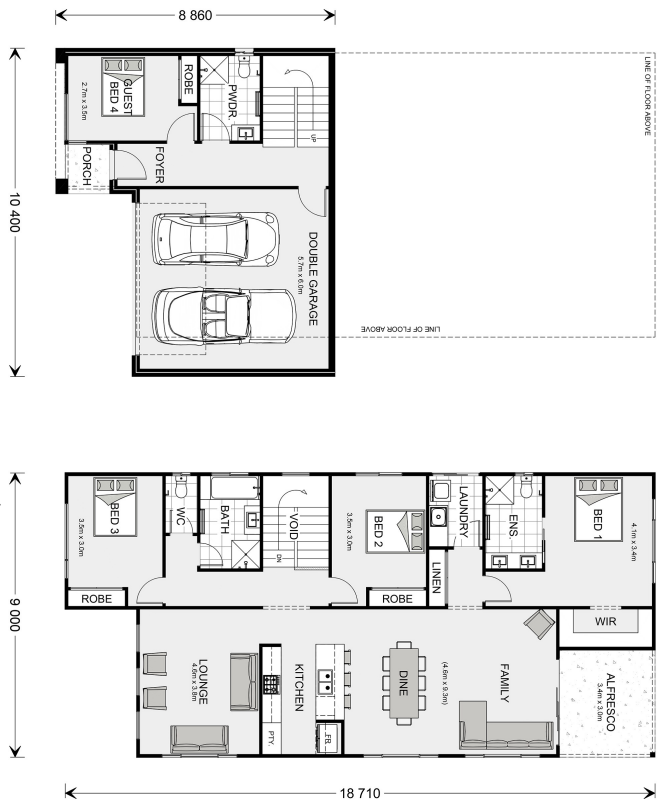 8 860
10 400
LINE OF FLOOR ABOVE
GUEST
BED 4
2.7m x 3.5m
ROBE
PWDR.
UP
PORCH
FOYER
DOUBLE GARAGE
5.7m x 6.0m
LINE OF FLOOR ABOVE
9 000
BED 3
3.5m x 3.0m
WC
BATH
VOID
DN
BED 2
3.5m x 3.0m
LAUNDRY
ENS.
BED 1
4.1m x 3.4m
ROBE
ROBE
LINEN
WIR
LOUNGE
4.6m x 3.8m
KITCHEN
PTY.
FR.
DINE
(4.6m x 9.3m)
FAMILY
ALFRESCO
3.4m x 3.0m
18 710